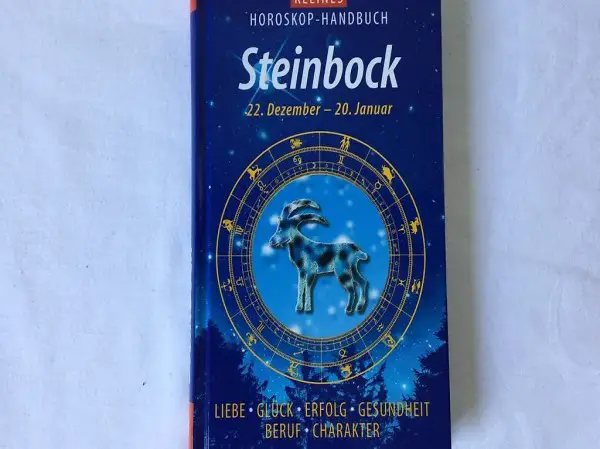 KLEINES
HOROSKOP-HANDBUCH
Steinbock
22. Dezember – 20. Januar
LIEBE · GLÜCK · ERFOLG · GESUNDHEIT
BERUF · CHARAKTER